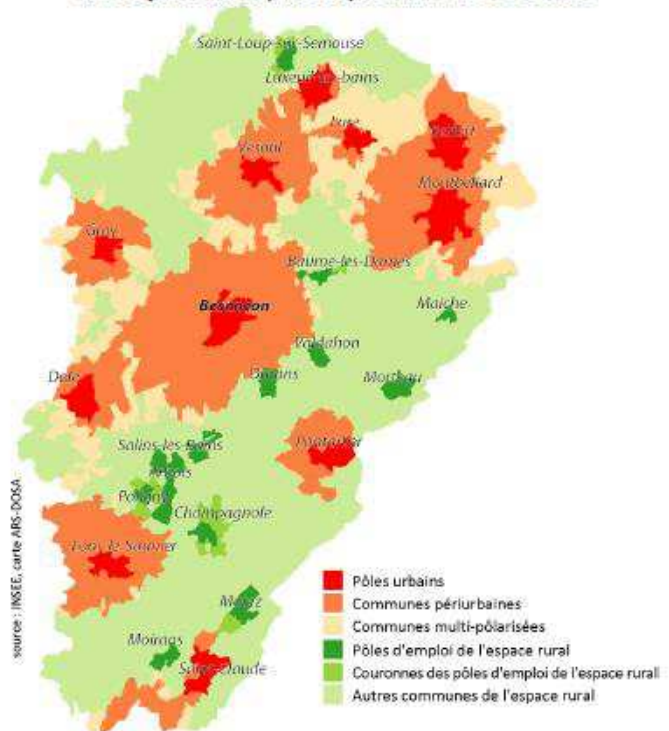 Saint-Loup-sur-Semouse
Luxeuil-les-bains
Lure
Vesoul
Belfort
Montbéliard
Gray
Baume-les-Dames
Besançon
Maîche
Valdahon
Dole
Ornans
Morteau
Salins-les-Bains
Pontarlier
Arbois
Poligny
Champagnole
Lons-le-Saunier
Morez
Moirans
Saint-Claude
Pôles urbains
Communes périurbaines
Communes multi-pôlarisées
Pôles d'emploi de l'espace rural
Couronnes des pôles d'emploi de l'espace rural
Autres communes de l'espace rural
source : INSEE, carte ARS-DOSA